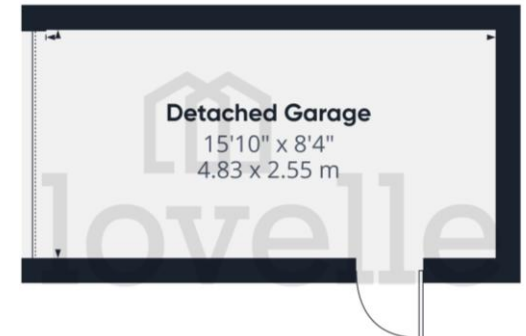 Detached Garage
15'10" x 8'4"
4.83 x 2.55 m
lovelle